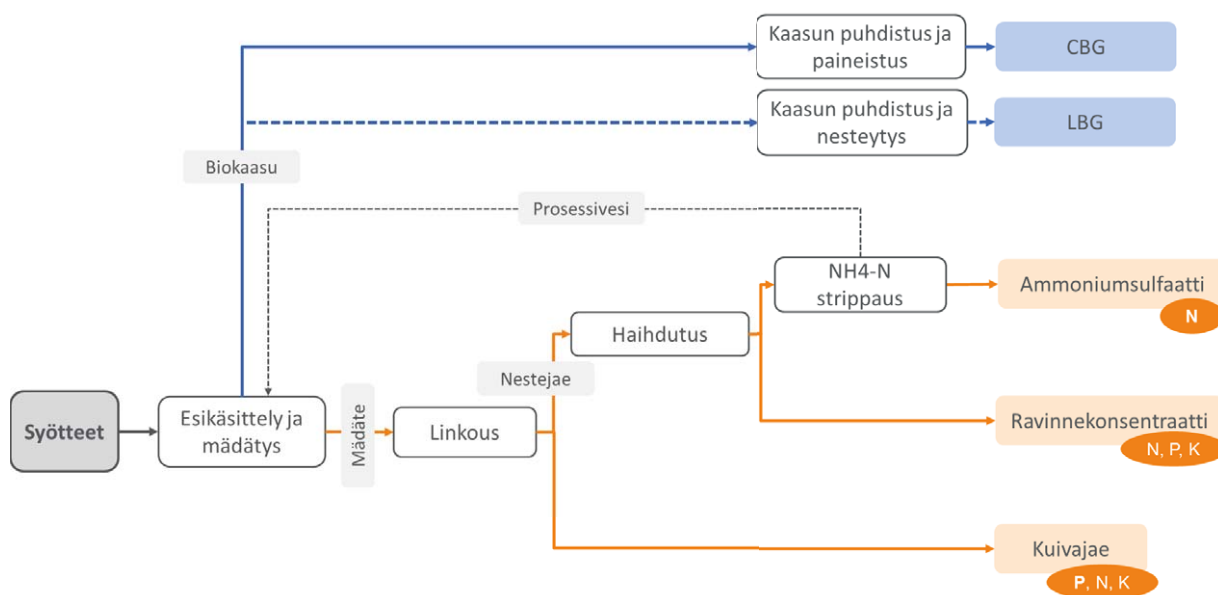 Kaasun puhdistus ja
paineistus
CBG
Kaasun puhdistus ja
nesteytys
LBG
Biokaasu
Prosessivesi
NH4-N
strippaus
Ammoniumsulfaatti
N
Haihdutus
Nestejae
Syötteet
Esikäsittely ja
mädätys
Mädäte
Linkous
Ravinnekonsentraatti
N, P, K
Kuivajae
P, N, K